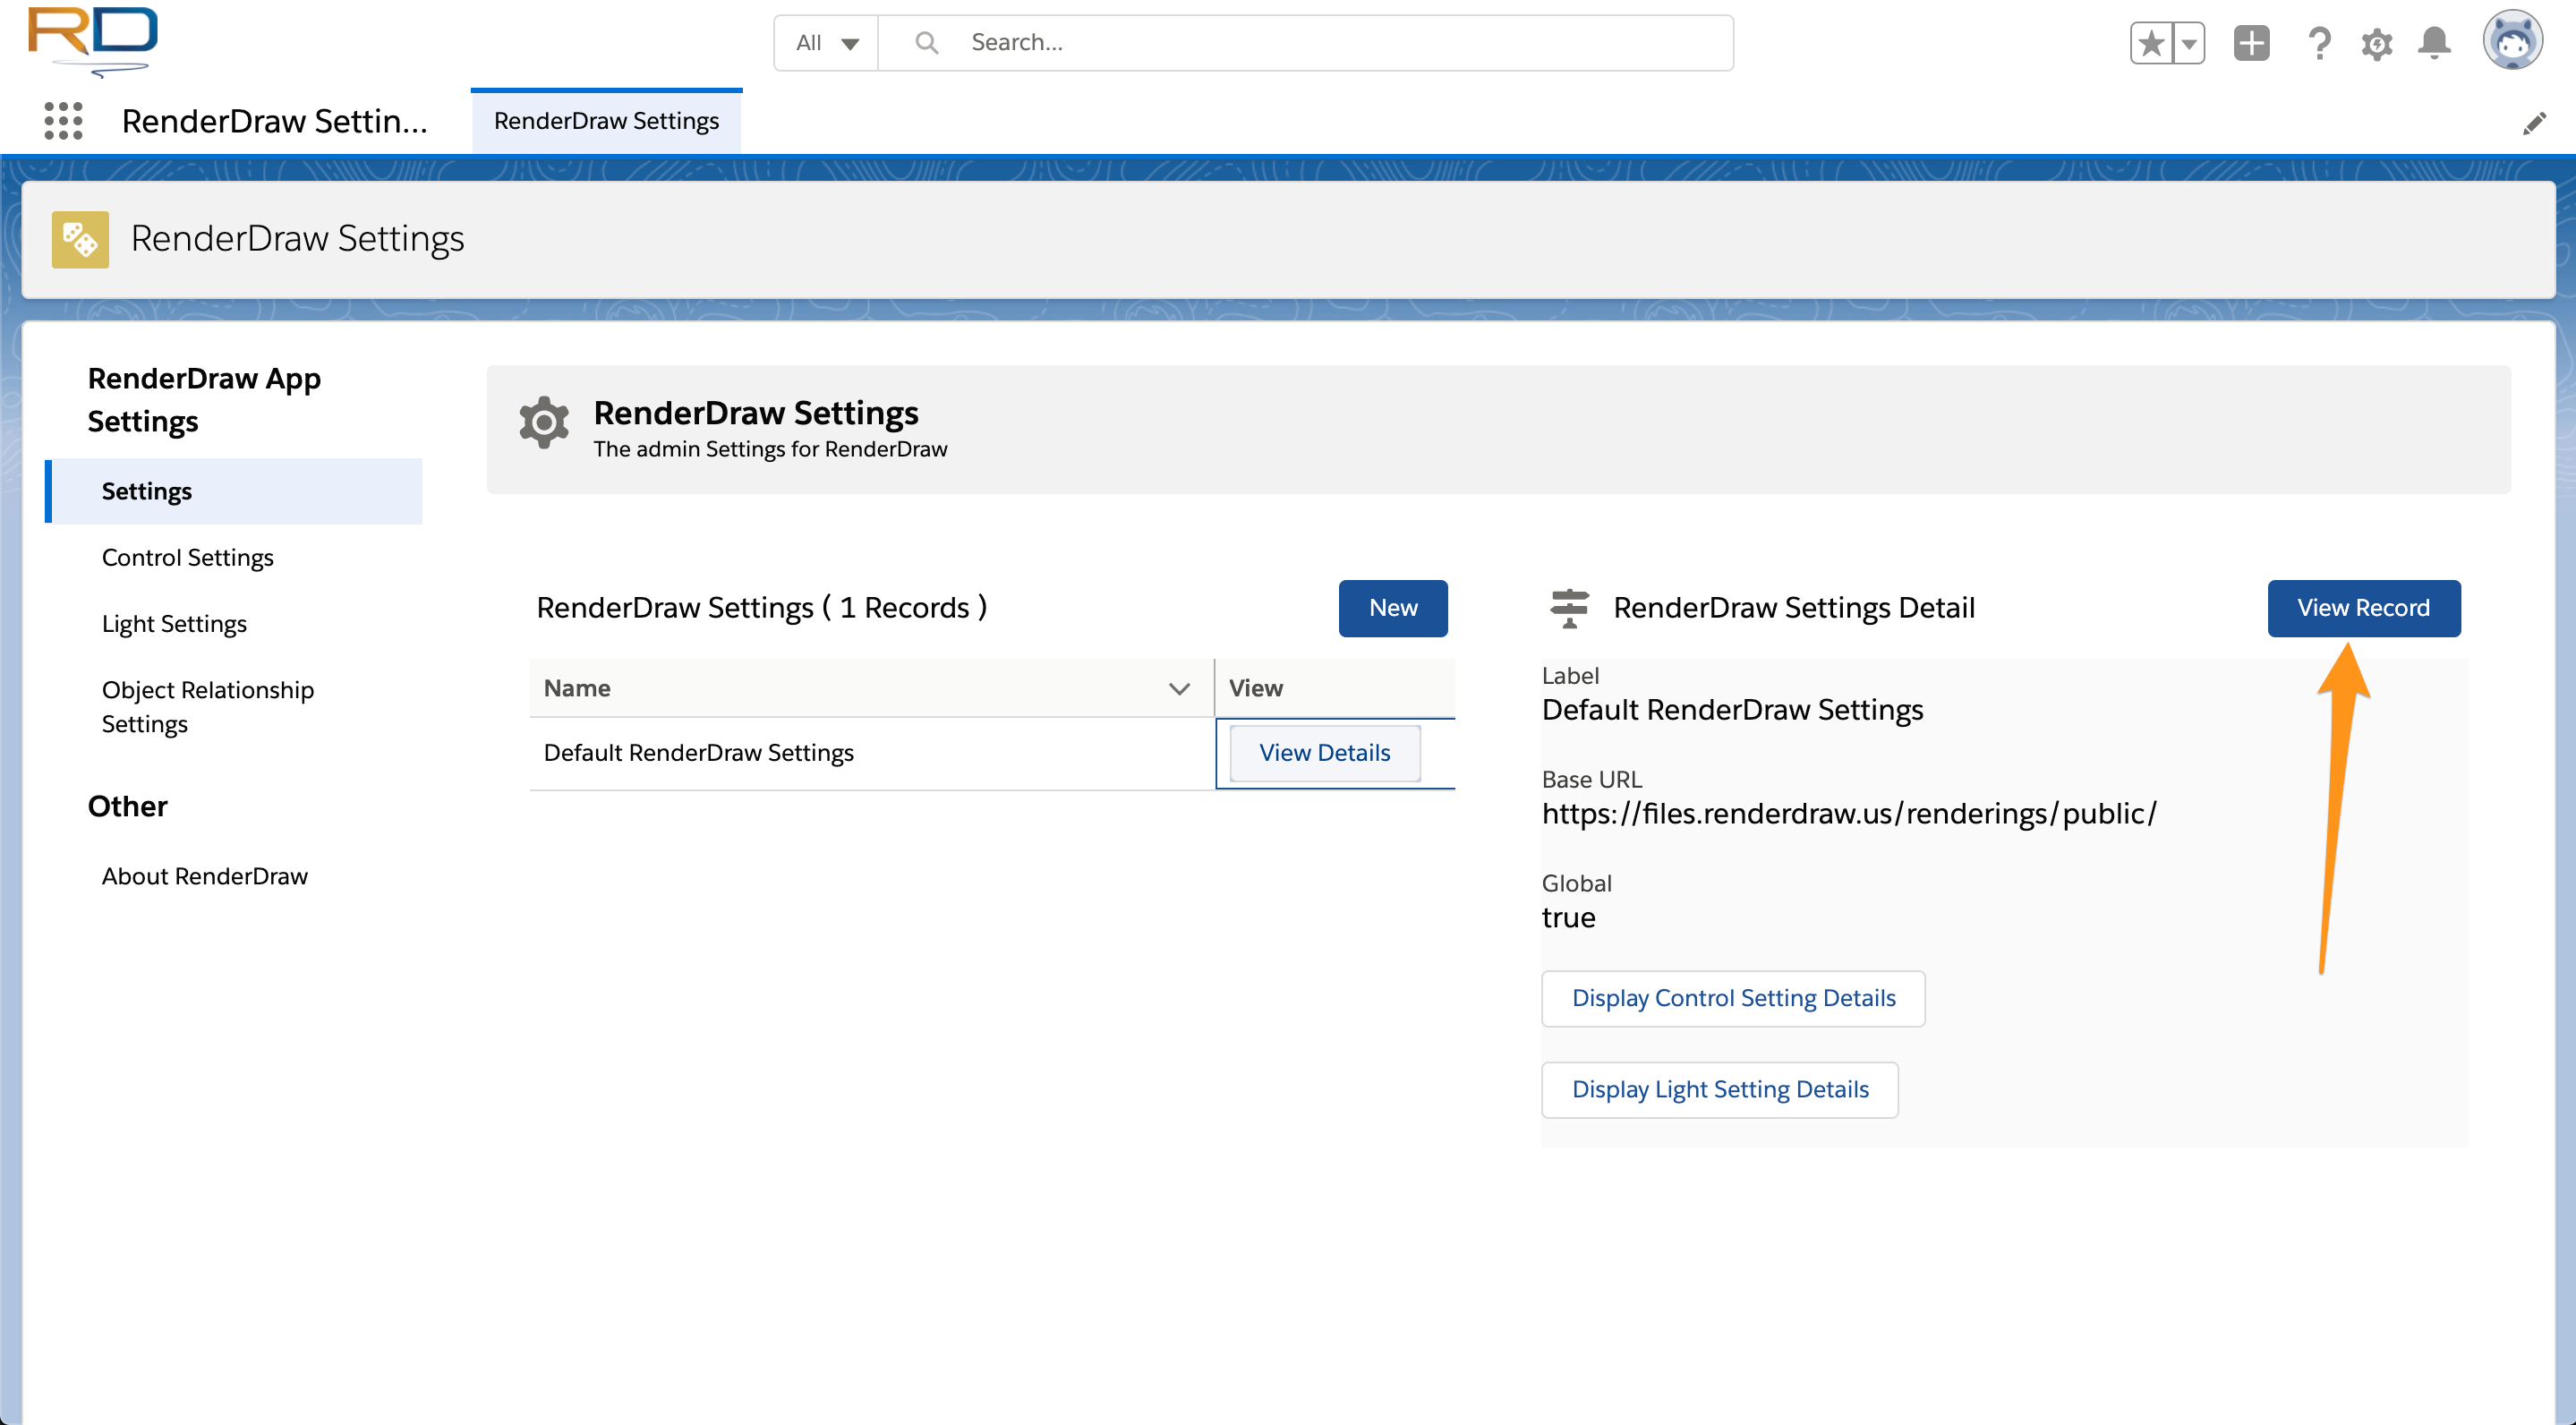 RD
All
Search...
RenderDraw Settin...
RenderDraw Settings
RenderDraw Settings
RenderDraw App
Settings
Settings
Control Settings
Light Settings
Object Relationship
Settings
Other
About RenderDraw
RenderDraw Settings
The admin Settings for RenderDraw
RenderDraw Settings ( 1 Records )
New
Name
View
Default RenderDraw Settings
View Details
RenderDraw Settings Detail
View Record
Label
Default RenderDraw Settings
Base URL
https://files.renderdraw.us/renderings/public/
Global
true
Display Control Setting Details
Display Light Setting Details